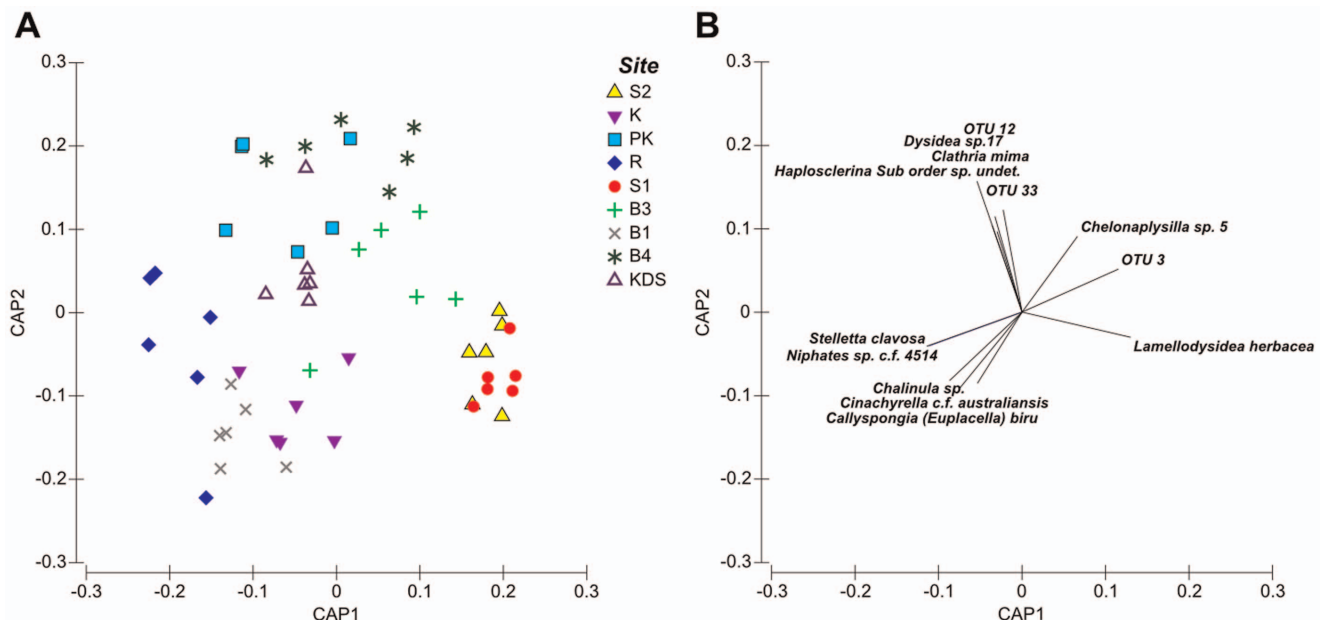 A
0.3
0.2
0.1
0
-0.1
-0.2
-0.3
CAP2
-0.3 -0.2 -0.1 0 0.1 0.2 0.3
CAP1
Site
S2
K
PK
R
S1
B3
B1
B4
KDS
B
0.3
0.2
0.1
0
-0.1
-0.2
-0.3
CAP2
OTU 12
Dysidea sp.17
Clathria mima
Haplosclerina Sub order sp. undet.
OTU 33
Chelonaplysilla sp. 5
OTU 3
Stelletta clavosa
Niphates sp. c.f. 4514
Lamellodysidea herbacea
Chalinula sp.
Cinachyrella c.f. australiansis
Callyspongia (Euplacella) biru
-0.3 -0.2 -0.1 0 0.1 0.2 0.3
CAP1